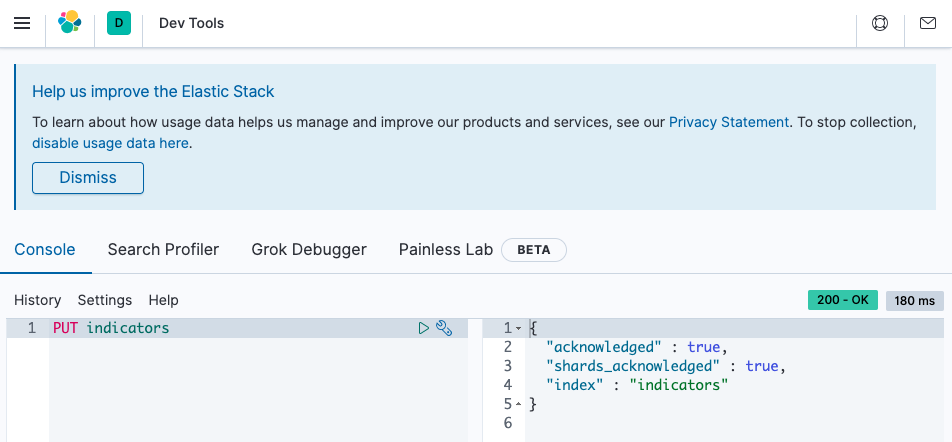 D Dev Tools
Help us improve the Elastic Stack
To learn about how usage data helps us manage and improve our products and services, see our Privacy Statement. To stop collection,
disable usage data here.
Dismiss
Console Search Profiler Grok Debugger Painless Lab BETA
History Settings Help 200 - OK 180 ms
1 PUT indicators
1 {
2 "acknowledged" : true,
3 "shards_acknowledged" : true,
4 "index" : "indicators"
5 }
6